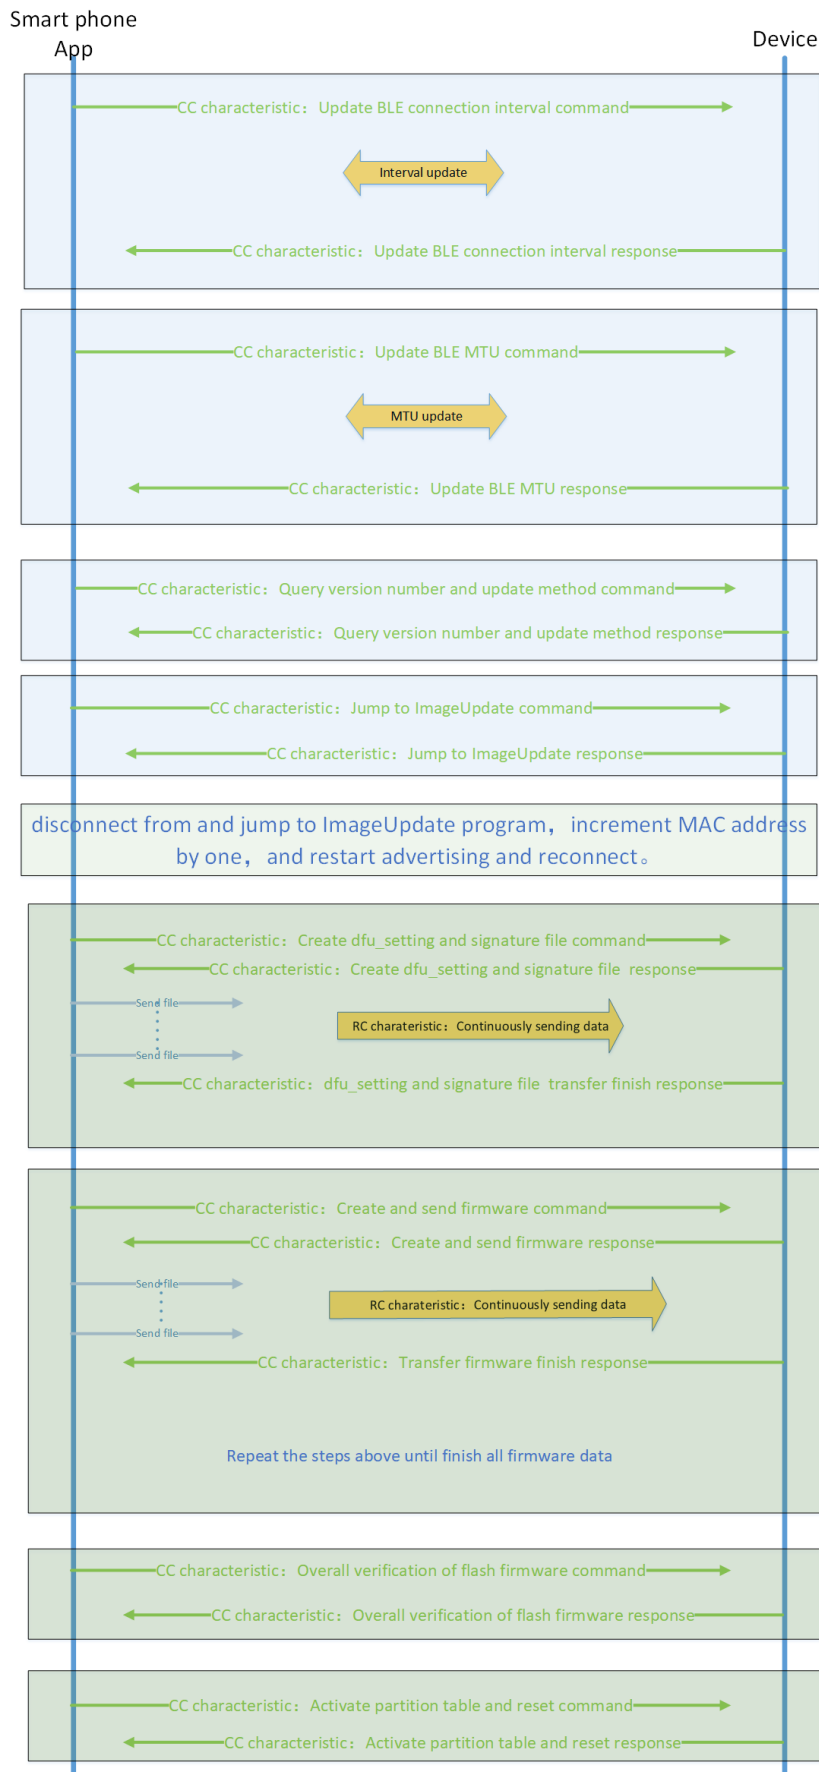 Smart phone
App
Device
CC characteristic：Update BLE connection interval command
Interval update
CC characteristic：Update BLE connection interval response
CC characteristic：Update BLE MTU command
MTU update
CC characteristic：Update BLE MTU response
CC characteristic：Query version number and update method command
CC characteristic：Query version number and update method response
CC characteristic：Jump to ImageUpdate command
CC characteristic：Jump to ImageUpdate response
disconnect from and jump to ImageUpdate program，increment MAC address
by one，and restart advertising and reconnect。
CC characteristic：Create dfu_setting and signature file command
CC characteristic：Create dfu_setting and signature file response
Send file
RC charateristic：Continuously sending data
Send file
CC characteristic：dfu_setting and signature file transfer finish response
CC characteristic：Create and send firmware command
CC characteristic：Create and send firmware response
Send file
RC charateristic：Continuously sending data
Send file
CC characteristic：Transfer firmware finish response
Repeat the steps above until finish all firmware data
CC characteristic：Overall verification of flash firmware command
CC characteristic：Overall verification of flash firmware response
CC characteristic：Activate partition table and reset command
CC characteristic：Activate partition table and reset response